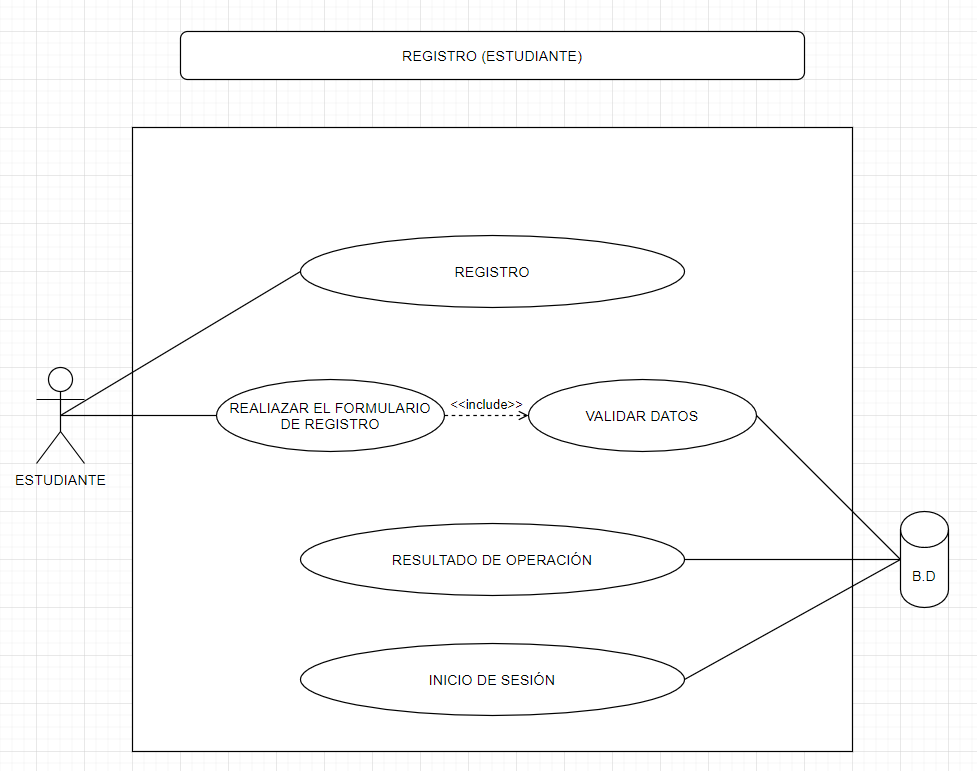 REGISTRO (ESTUDIANTE)
REGISTRO
REALIAZAR EL FORMULARIO
DE REGISTRO
<<include>>
VALIDAR DATOS
ESTUDIANTE
RESULTADO DE OPERACIÓN
B.D
INICIO DE SESIÓN